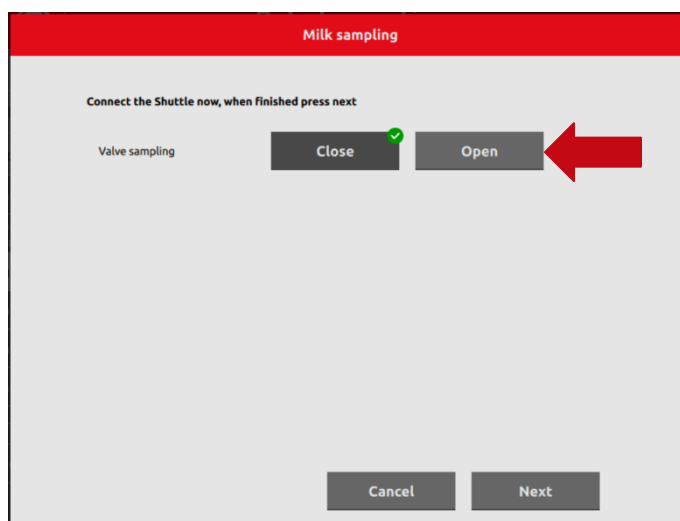 Milk sampling
Connect the Shuttle now, when finished press next
Valve sampling Close Open
Cancel Next